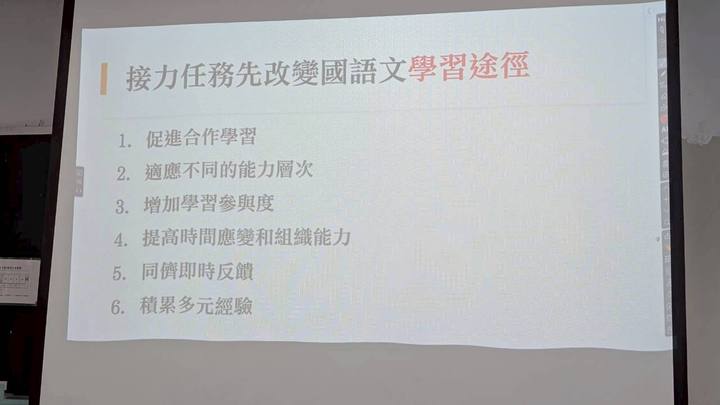 接力任務先改變國語文學習途徑
1. 促進合作學習
2. 適應不同的能力層次
3. 增加學習參與度
4. 提高時間應變和組織能力
5. 同儕即時反饋
6. 積累多元經驗